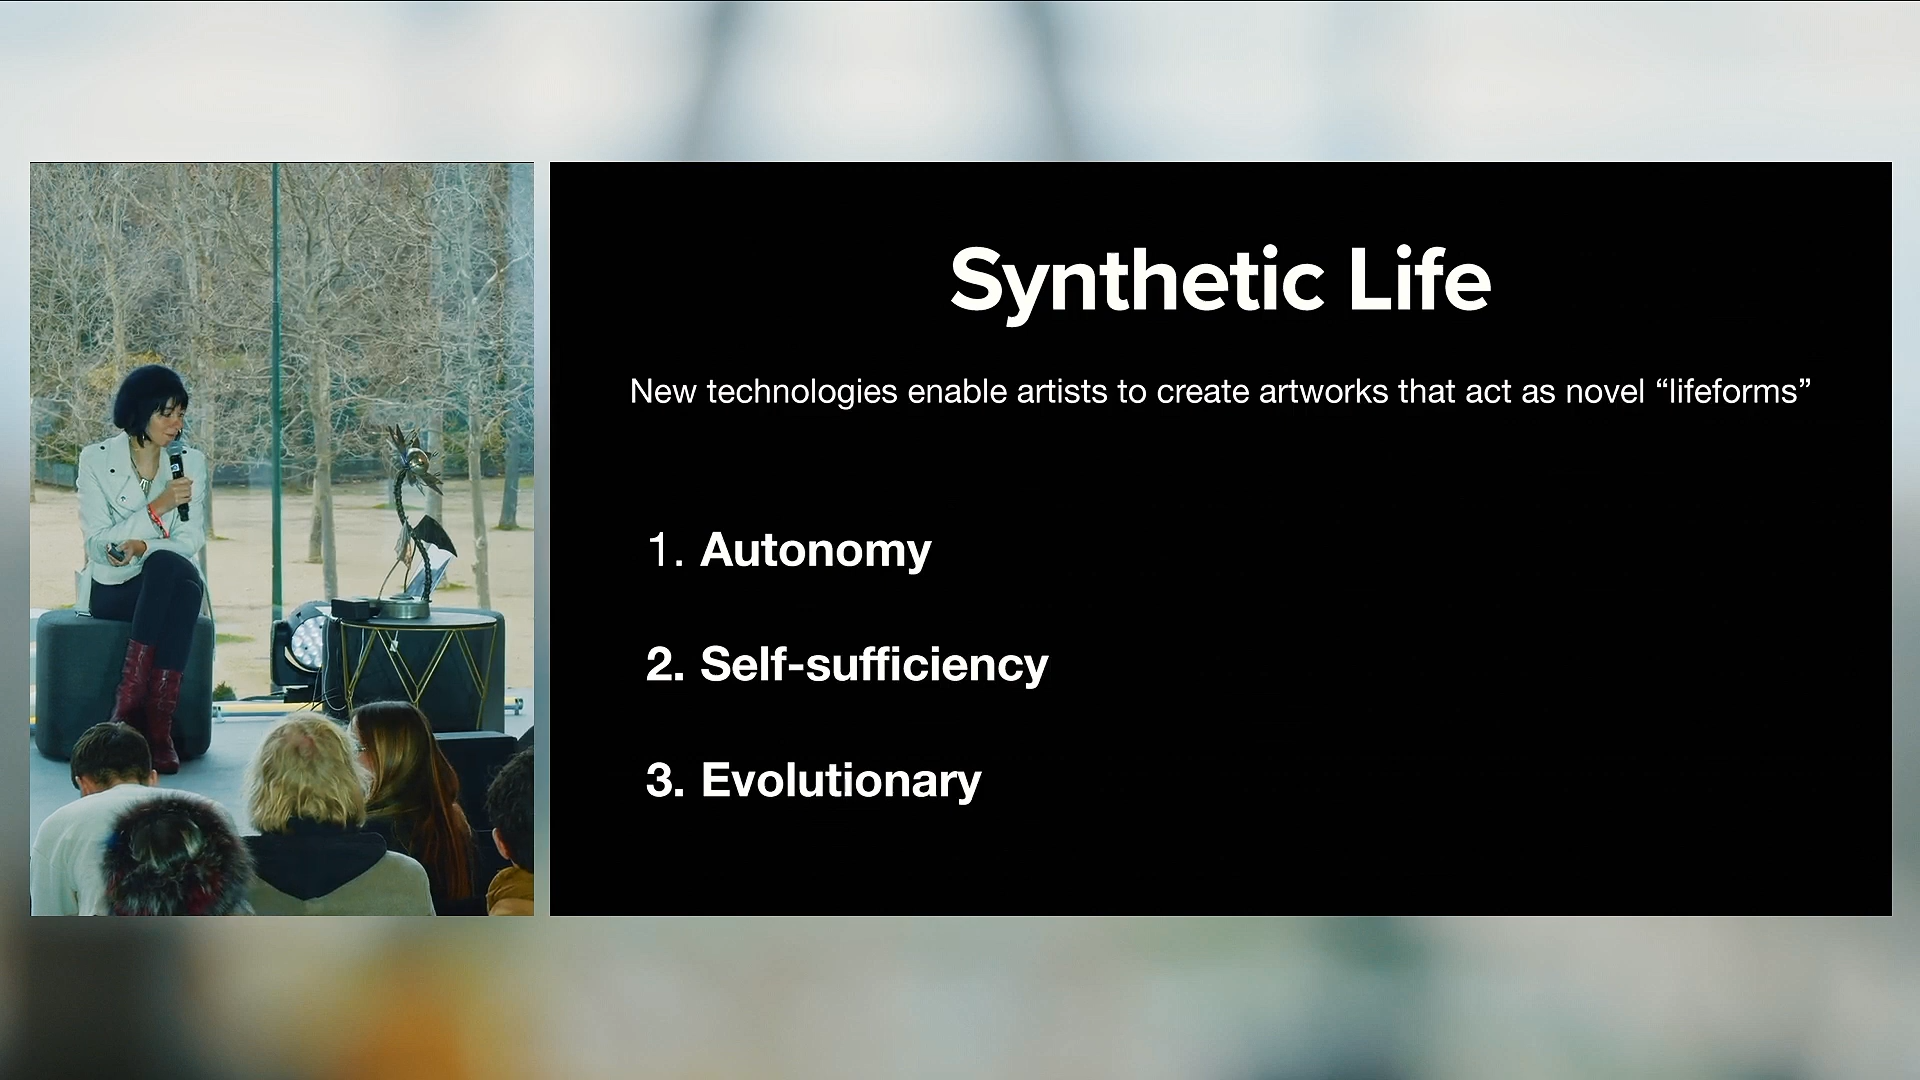 Synthetic Life
New technologies enable artists to create artworks that act as novel “lifeforms”
1. Autonomy
2. Self-sufficiency
3. Evolutionary